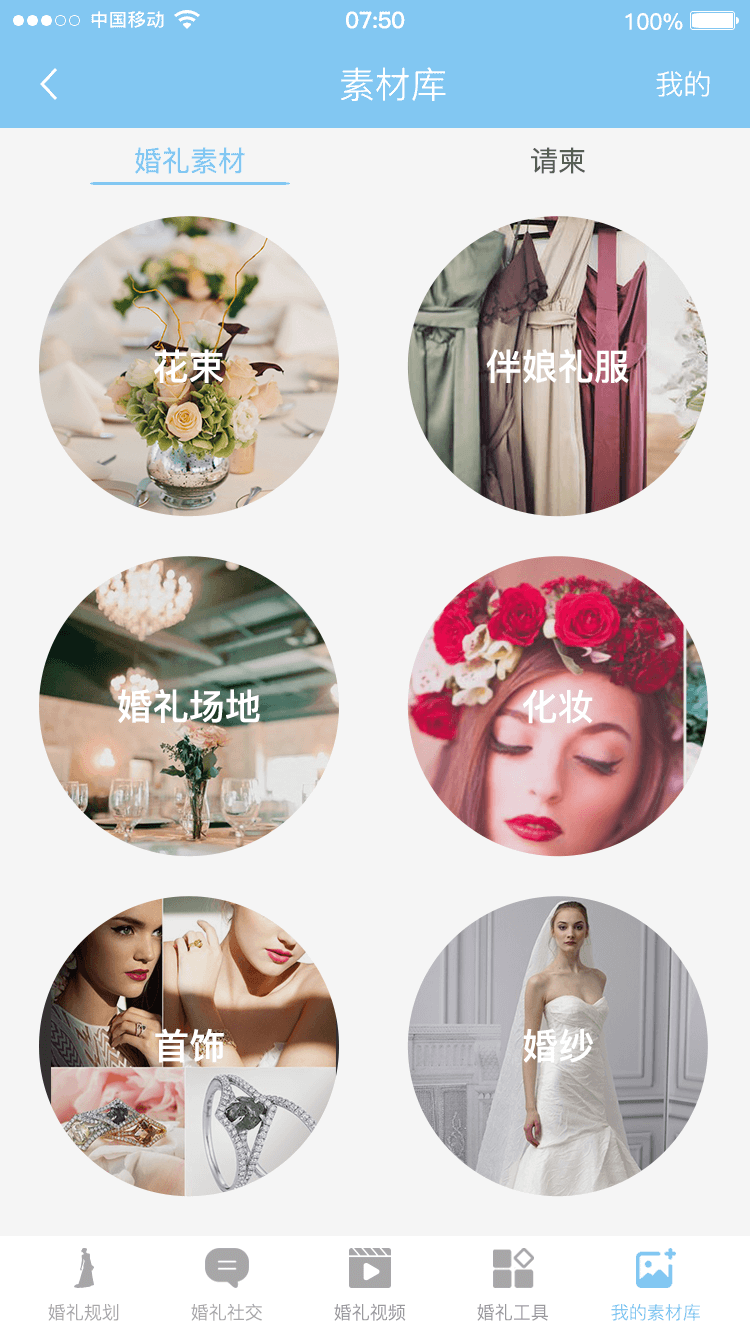 中国移动 07:50 100%
素材库 我的
婚礼素材 请柬
花束 伴娘礼服
婚礼场地 化妆
首饰 婚纱
婚礼规划 婚礼社交 婚礼视频 婚礼工具 我的素材库